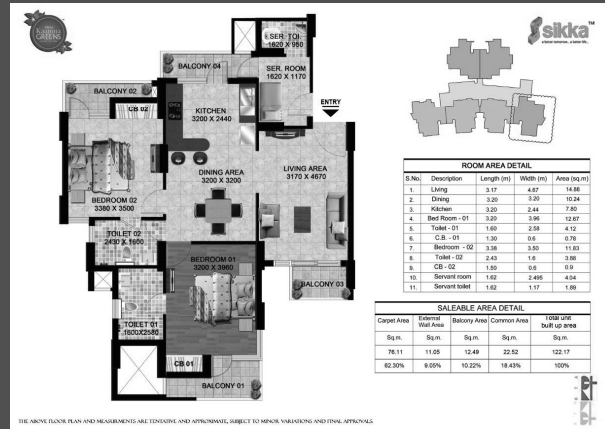 Kaamna
GREENS
sikka
TM
a better tomorrow.. a better life..
SER. TOI.
1620 X 950
SER. ROOM
1620 X 1170
BALCONY 04
BALCONY 02
CB 02
KITCHEN
3200 X 2440
ENTRY
DINING AREA
3200 X 3200
LIVING AREA
3170 X 4670
BEDROOM 02
3380 X 3500
TOILET 02
2430 X 1600
BEDROOM 01
3200 X 3960
BALCONY 03
TOILET 01
1600X2580
CB 01
BALCONY 01
ROOM AREA DETAIL
S.No. Description Length (m) Width (m) Area (sq.m)
1. Living 3.17 4.67 14.86
2. Dining 3.20 3.20 10.24
3. Kitchen 3.20 2.44 7.80
4. Bed Room - 01 3.20 3.96 12.67
5. Toilet - 01 1.60 2.58 4.12
6. C.B. - 01 1.30 0.6 0.78
7. Bedroom - 02 3.38 3.50 11.83
8. Toilet - 02 2.43 1.6 3.88
9. CB - 02 1.50 0.6 0.9
10. Servant room 1.62 2.495 4.04
11. Servant toilet 1.62 1.17 1.89
SALEABLE AREA DETAIL
Carpet Area External Wall Area Balcony Area Common Area Total unit built up area
Sq.m. Sq.m. Sq.m. Sq.m. Sq.m.
76.11 11.05 12.49 22.52 122.17
62.30% 9.05% 10.22% 18.43% 100%
THE ABOVE FLOOR PLAN AND MEASURMENTS ARE TENTATIVE AND APPROXIMATE, SUBJECT TO MINOR VARIATIONS AND FINAL APPROVALS.